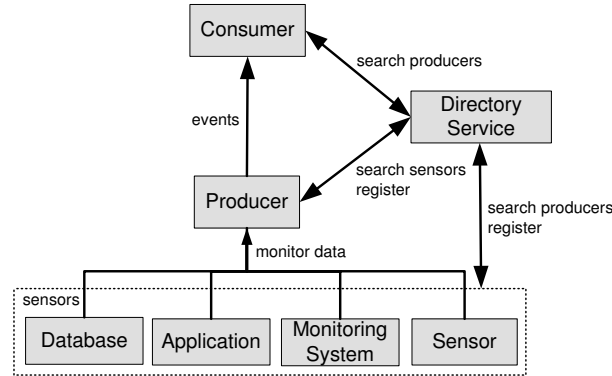 Consumer
search producers
Directory
Service
events
search sensors
register
Producer
search producers
register
monitor data
sensors
Database
Application
Monitoring
System
Sensor